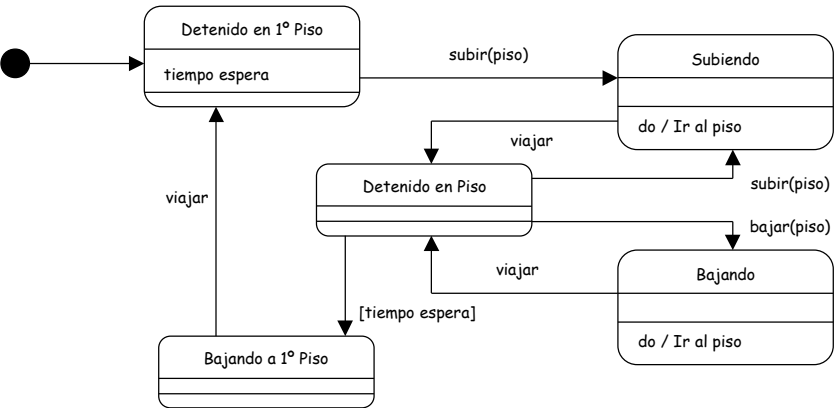 Detenido en 1º Piso
tiempo espera
subir(piso)
Subiendo
do / Ir al piso
viajar
Detenido en Piso
subir(piso)
viajar
bajar(piso)
viajar
Bajando
[tiempo espera]
do / Ir al piso
Bajando a 1º Piso